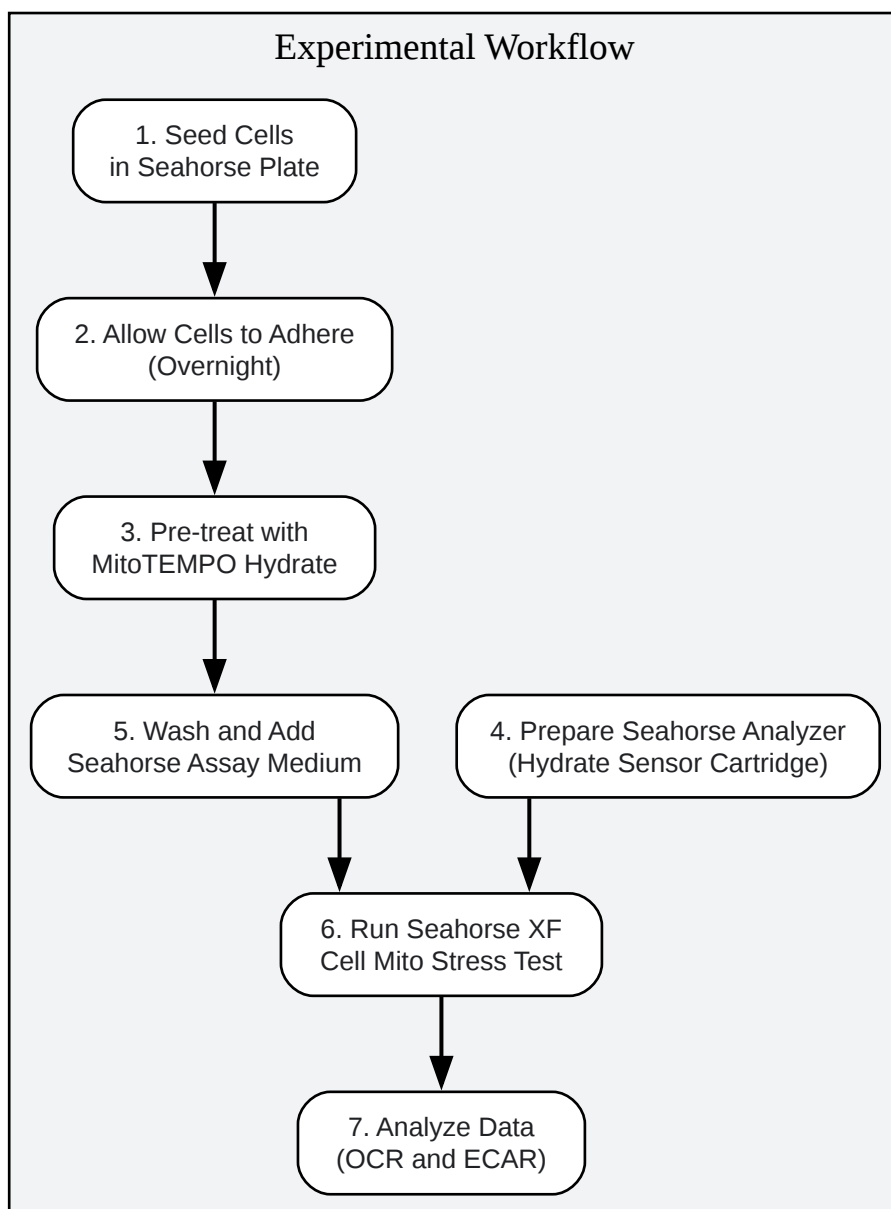 Experimental Workflow
1. Seed Cells
in Seahorse Plate
2. Allow Cells to Adhere
(Overnight)
3. Pre-treat with
MitoTEMPO Hydrate
5. Wash and Add
Seahorse Assay Medium
4. Prepare Seahorse Analyzer
(Hydrate Sensor Cartridge)
6. Run Seahorse XF
Cell Mito Stress Test
7. Analyze Data
(OCR and ECAR)